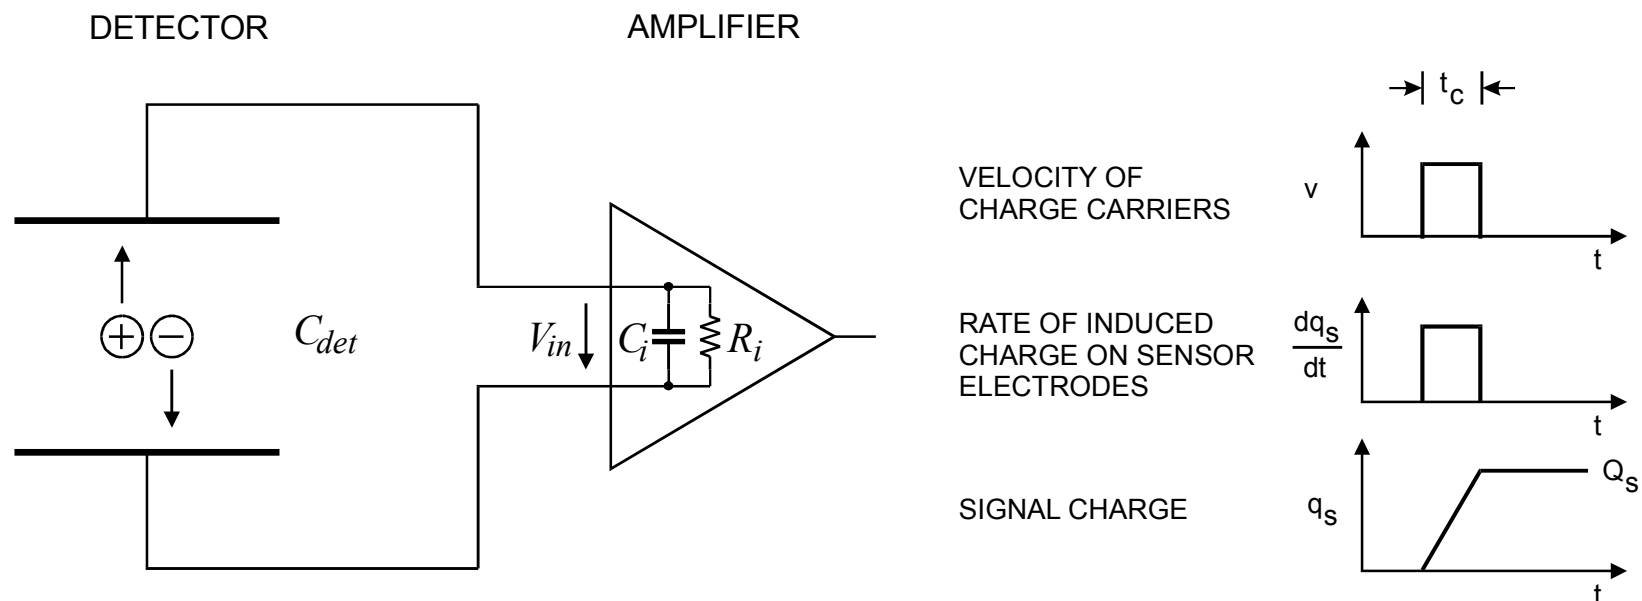 DETECTOR
AMPLIFIER
+
−
C_det
V_in
C_i
R_i
t_c
VELOCITY OF
CHARGE CARRIERS
v
t
RATE OF INDUCED
CHARGE ON SENSOR
ELECTRODES
dq_s
dt
t
SIGNAL CHARGE
q_s
Q_s
t